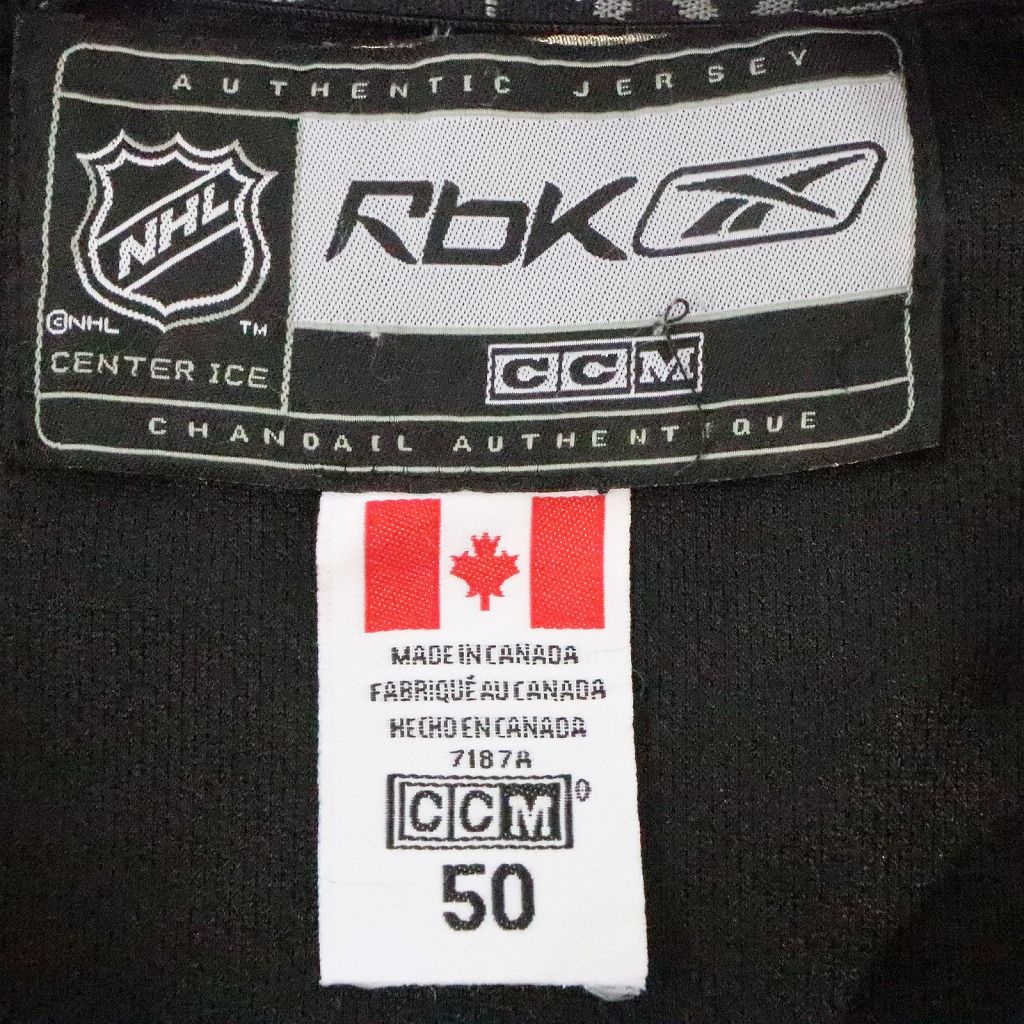 AUTHENTIC JERSEY
NHL
Rbk
©NHL TM
CENTER ICE
CCM
CHANDAIL AUTHENTIQUE
MADE IN CANADA
FABRIQUÉ AU CANADA
HECHO EN CANADA
7187A
CCM
50